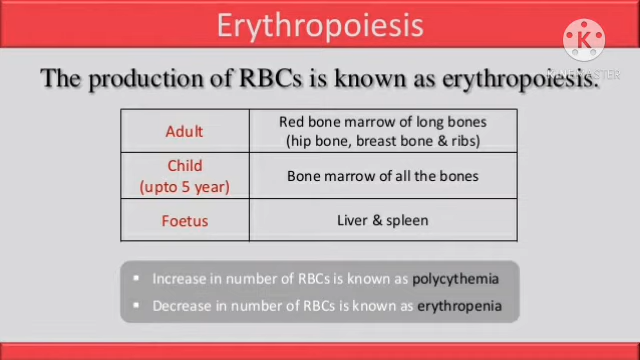 Erythropoiesis
KINEMASTER
The production of RBCs is known as erythropoiesis.
Adult
Red bone marrow of long bones
(hip bone, breast bone & ribs)
Child
(upto 5 year)
Bone marrow of all the bones
Foetus
Liver & spleen
▪ Increase in number of RBCs is known as polycythemia
▪ Decrease in number of RBCs is known as erythropenia